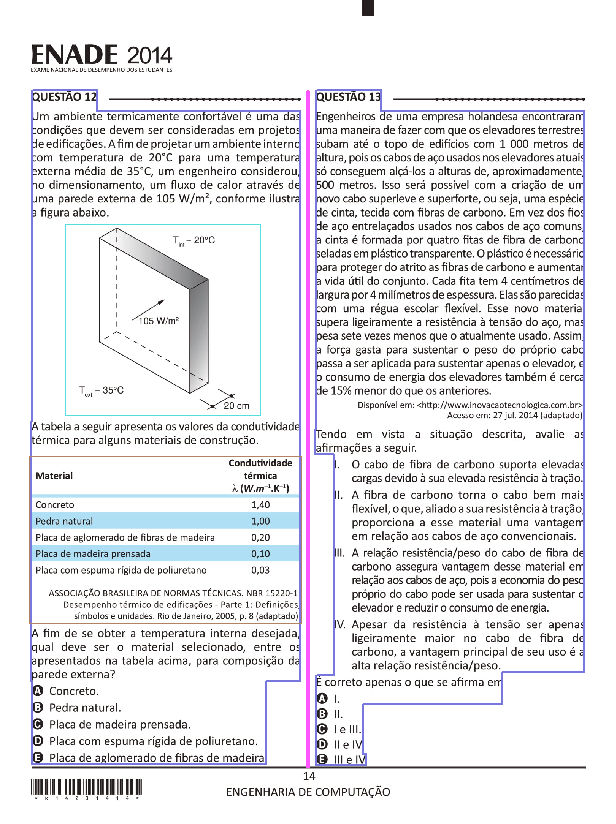 ENADE 2014
EXAME NACIONAL DE DESEMPENHO DOS ESTUDANTES
QUESTÃO 12
Um ambiente termicamente confortável é uma das
condições que devem ser consideradas em projetos
de edificações. A fim de projetar um ambiente interno
com temperatura de 20°C para uma temperatura
externa média de 35°C, um engenheiro considerou,
no dimensionamento, um fluxo de calor através de
uma parede externa de 105 W/m², conforme ilustra
a figura abaixo.
T int = 20°C
105 W/m²
T ext = 35°C
20 cm
A tabela a seguir apresenta os valores da condutividade
térmica para alguns materiais de construção.
Material Condutividade térmica λ (W.m⁻¹.K⁻¹)
Concreto 1,40
Pedra natural 1,00
Placa de aglomerado de fibras de madeira 0,20
Placa de madeira prensada 0,10
Placa com espuma rígida de poliuretano 0,03
ASSOCIAÇÃO BRASILEIRA DE NORMAS TÉCNICAS. NBR 15220-1
Desempenho térmico de edificações - Parte 1: Definições,
símbolos e unidades. Rio de Janeiro, 2005, p. 8 (adaptado)
A fim de se obter a temperatura interna desejada,
qual deve ser o material selecionado, entre os
apresentados na tabela acima, para composição da
parede externa?
A Concreto.
B Pedra natural.
C Placa de madeira prensada.
D Placa com espuma rígida de poliuretano.
E Placa de aglomerado de fibras de madeira
QUESTÃO 13
Engenheiros de uma empresa holandesa encontraram
uma maneira de fazer com que os elevadores terrestres
subam até o topo de edifícios com 1 000 metros de
altura, pois os cabos de aço usados nos elevadores atuais
só conseguem alçá-los a alturas de, aproximadamente,
500 metros. Isso será possível com a criação de um
novo cabo superleve e superforte, ou seja, uma espécie
de cinta, tecida com fibras de carbono. Em vez dos fios
de aço entrelaçados usados nos cabos de aço comuns,
a cinta é formada por quatro fitas de fibra de carbono
seladas em plástico transparente. O plástico é necessário
para proteger do atrito as fibras de carbono e aumentar
a vida útil do conjunto. Cada fita tem 4 centímetros de
largura por 4 milímetros de espessura. Elas são parecidas
com uma régua escolar flexível. Esse novo material
supera ligeiramente a resistência à tensão do aço, mas
pesa sete vezes menos que o atualmente usado. Assim,
a força gasta para sustentar o peso do próprio cabo
passa a ser aplicada para sustentar apenas o elevador, e
o consumo de energia dos elevadores também é cerca
de 15% menor do que os anteriores.
Disponível em: <http://www.inovacaotecnologica.com.br>
Acesso em: 27 jul. 2014 (adaptado)
Tendo em vista a situação descrita, avalie as
afirmações a seguir.
I. O cabo de fibra de carbono suporta elevadas
cargas devido à sua elevada resistência à tração.
II. A fibra de carbono torna o cabo bem mais
flexível, o que, aliado a sua resistência à tração,
proporciona a esse material uma vantagem
em relação aos cabos de aço convencionais.
III. A relação resistência/peso do cabo de fibra de
carbono assegura vantagem desse material em
relação aos cabos de aço, pois a economia do peso
próprio do cabo pode ser usada para sustentar o
elevador e reduzir o consumo de energia.
IV. Apesar da resistência à tensão ser apenas
ligeiramente maior no cabo de fibra de
carbono, a vantagem principal de seu uso é a
alta relação resistência/peso.
É correto apenas o que se afirma em
A I.
B II.
C I e III.
D II e IV
E III e IV
14
ENGENHARIA DE COMPUTAÇÃO